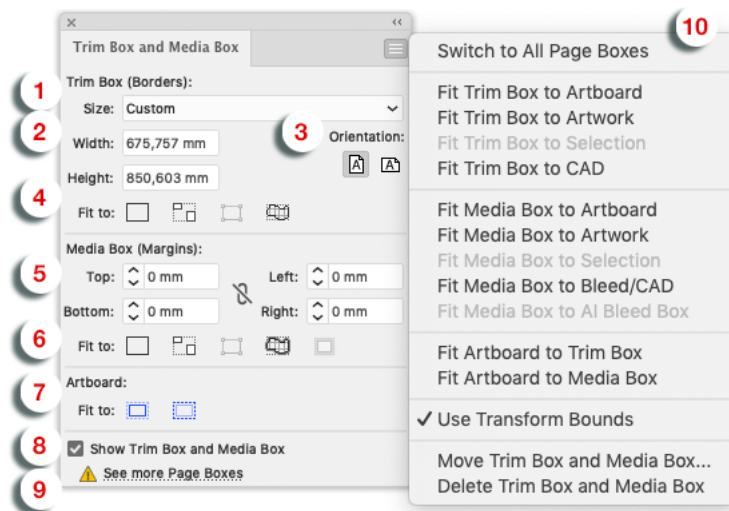 10
Trim Box and Media Box
1
Trim Box (Borders):
Size: Custom
2
Width: 675,757 mm
3
Orientation:
A A
Height: 850,603 mm
4
Fit to:
Media Box (Margins):
5
Top: 0 mm Left: 0 mm
Bottom: 0 mm Right: 0 mm
6
Fit to:
7
Artboard:
Fit to:
8
Show Trim Box and Media Box
9
See more Page Boxes
Switch to All Page Boxes
Fit Trim Box to Artboard
Fit Trim Box to Artwork
Fit Trim Box to Selection
Fit Trim Box to CAD
Fit Media Box to Artboard
Fit Media Box to Artwork
Fit Media Box to Selection
Fit Media Box to Bleed/CAD
Fit Media Box to AI Bleed Box
Fit Artboard to Trim Box
Fit Artboard to Media Box
Use Transform Bounds
Move Trim Box and Media Box...
Delete Trim Box and Media Box